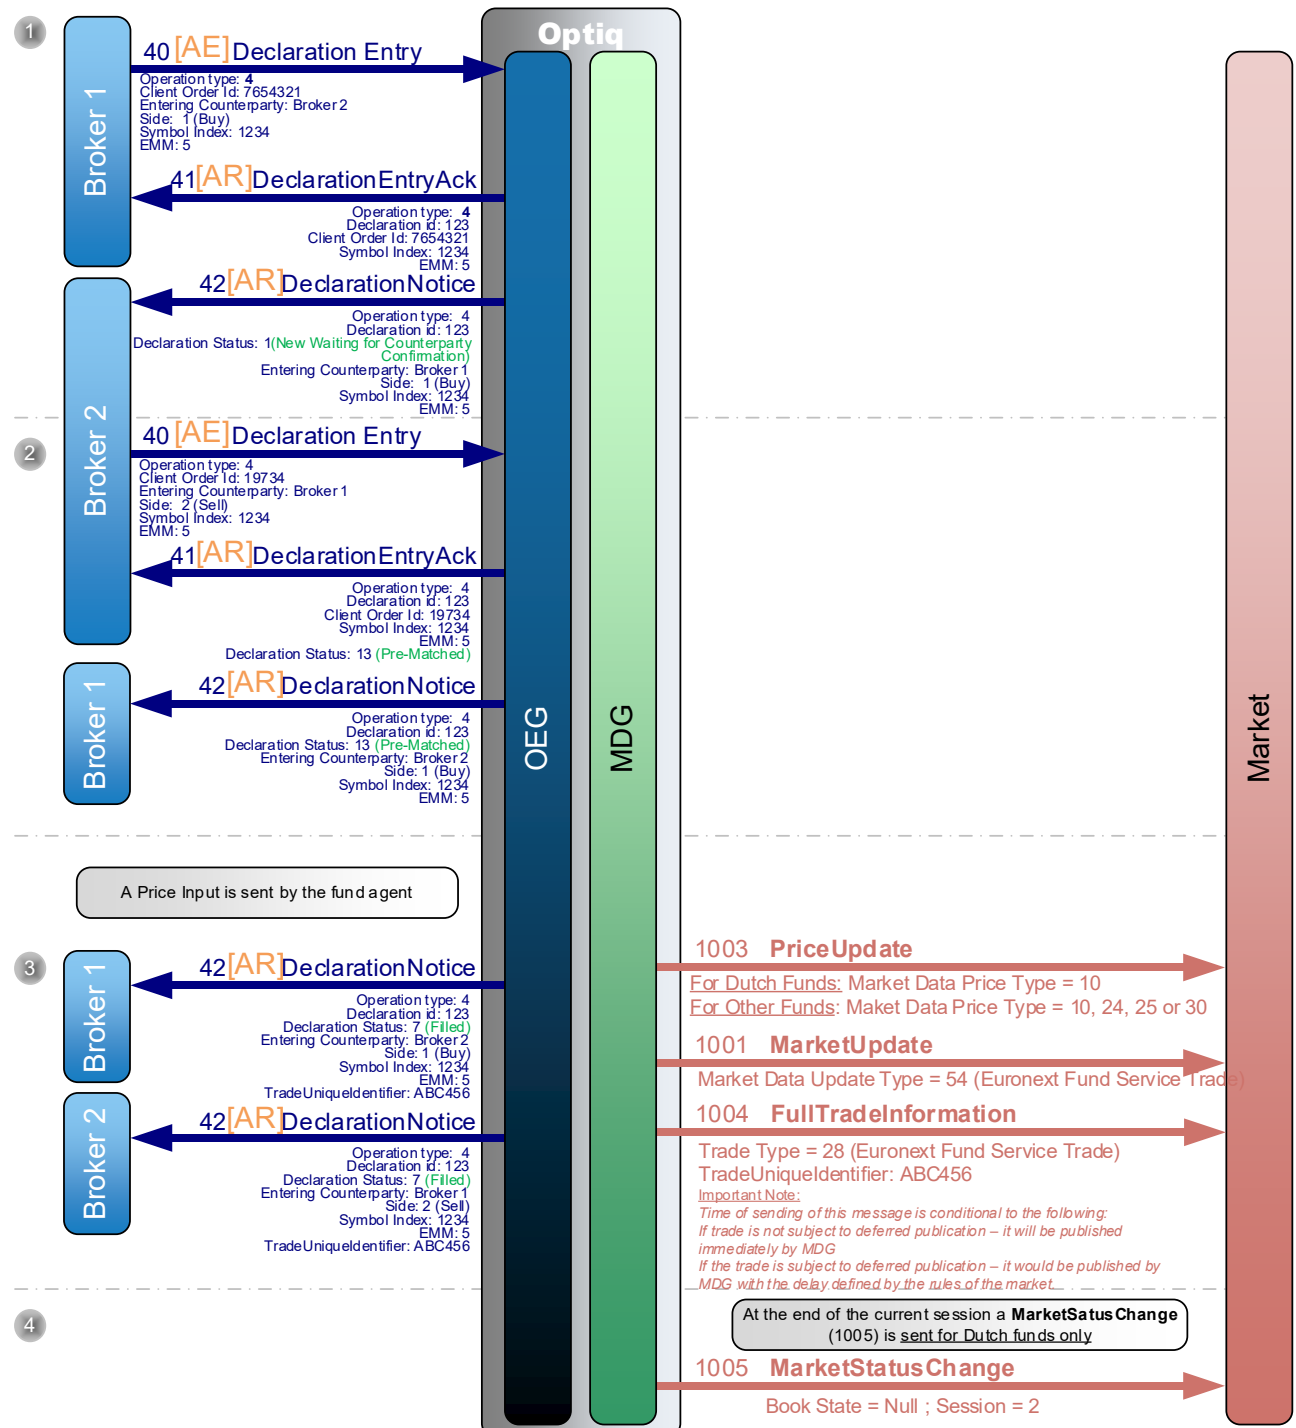 1
Optiq
Broker 1
40 [AE] Declaration Entry
Operation type: 4
Client Order Id: 7654321
Entering Counterparty: Broker 2
Side: 1 (Buy)
Symbol Index: 1234
EMM: 5
41[AR]DeclarationEntryAck
Operation type: 4
Declaration id: 123
Client Order Id: 7654321
Symbol Index: 1234
EMM: 5
Broker 2
42[AR]DeclarationNotice
Operation type: 4
Declaration id: 123
Declaration Status: 1(New Waiting for Counterparty
Confirmation)
Entering Counterparty: Broker 1
Side: 1 (Buy)
Symbol Index: 1234
EMM: 5
2
40 [AE] Declaration Entry
Operation type: 4
Client Order Id: 19734
Entering Counterparty: Broker 1
Side: 2 (Sell)
Symbol Index: 1234
EMM: 5
41[AR]DeclarationEntryAck
Operation type: 4
Declaration id: 123
Client Order Id: 19734
Symbol Index: 1234
EMM: 5
Declaration Status: 13 (Pre-Matched)
Broker 1
42[AR]DeclarationNotice
Operation type: 4
Declaration id: 123
Declaration Status: 13 (Pre-Matched)
Entering Counterparty: Broker 2
Side: 1 (Buy)
Symbol Index: 1234
EMM: 5
OEG
MDG
Market
A Price Input is sent by the fund agent
3
Broker 1
42[AR]DeclarationNotice
Operation type: 4
Declaration id: 123
Declaration Status: 7 (Filled)
Entering Counterparty: Broker 2
Side: 1 (Buy)
Symbol Index: 1234
EMM: 5
TradeUniqueIdentifier: ABC456
Broker 2
42[AR]DeclarationNotice
Operation type: 4
Declaration id: 123
Declaration Status: 7 (Filled)
Entering Counterparty: Broker 1
Side: 2 (Sell)
Symbol Index: 1234
EMM: 5
TradeUniqueIdentifier: ABC456
1003 PriceUpdate
For Dutch Funds: Market Data Price Type = 10
For Other Funds: Maket Data Price Type = 10, 24, 25 or 30
1001 MarketUpdate
Market Data Update Type = 54 (Euronext Fund Service Trade)
1004 FullTradeInformation
Trade Type = 28 (Euronext Fund Service Trade)
TradeUniqueIdentifier: ABC456
Important Note:
Time of sending of this message is conditional to the following:
If trade is not subject to deferred publication – it will be published
immediately by MDG
If the trade is subject to deferred publication – it would be published by
MDG with the delay defined by the rules of the market.
4
At the end of the current session a MarketSatusChange
(1005) is sent for Dutch funds only
1005 MarketStatusChange
Book State = Null ; Session = 2